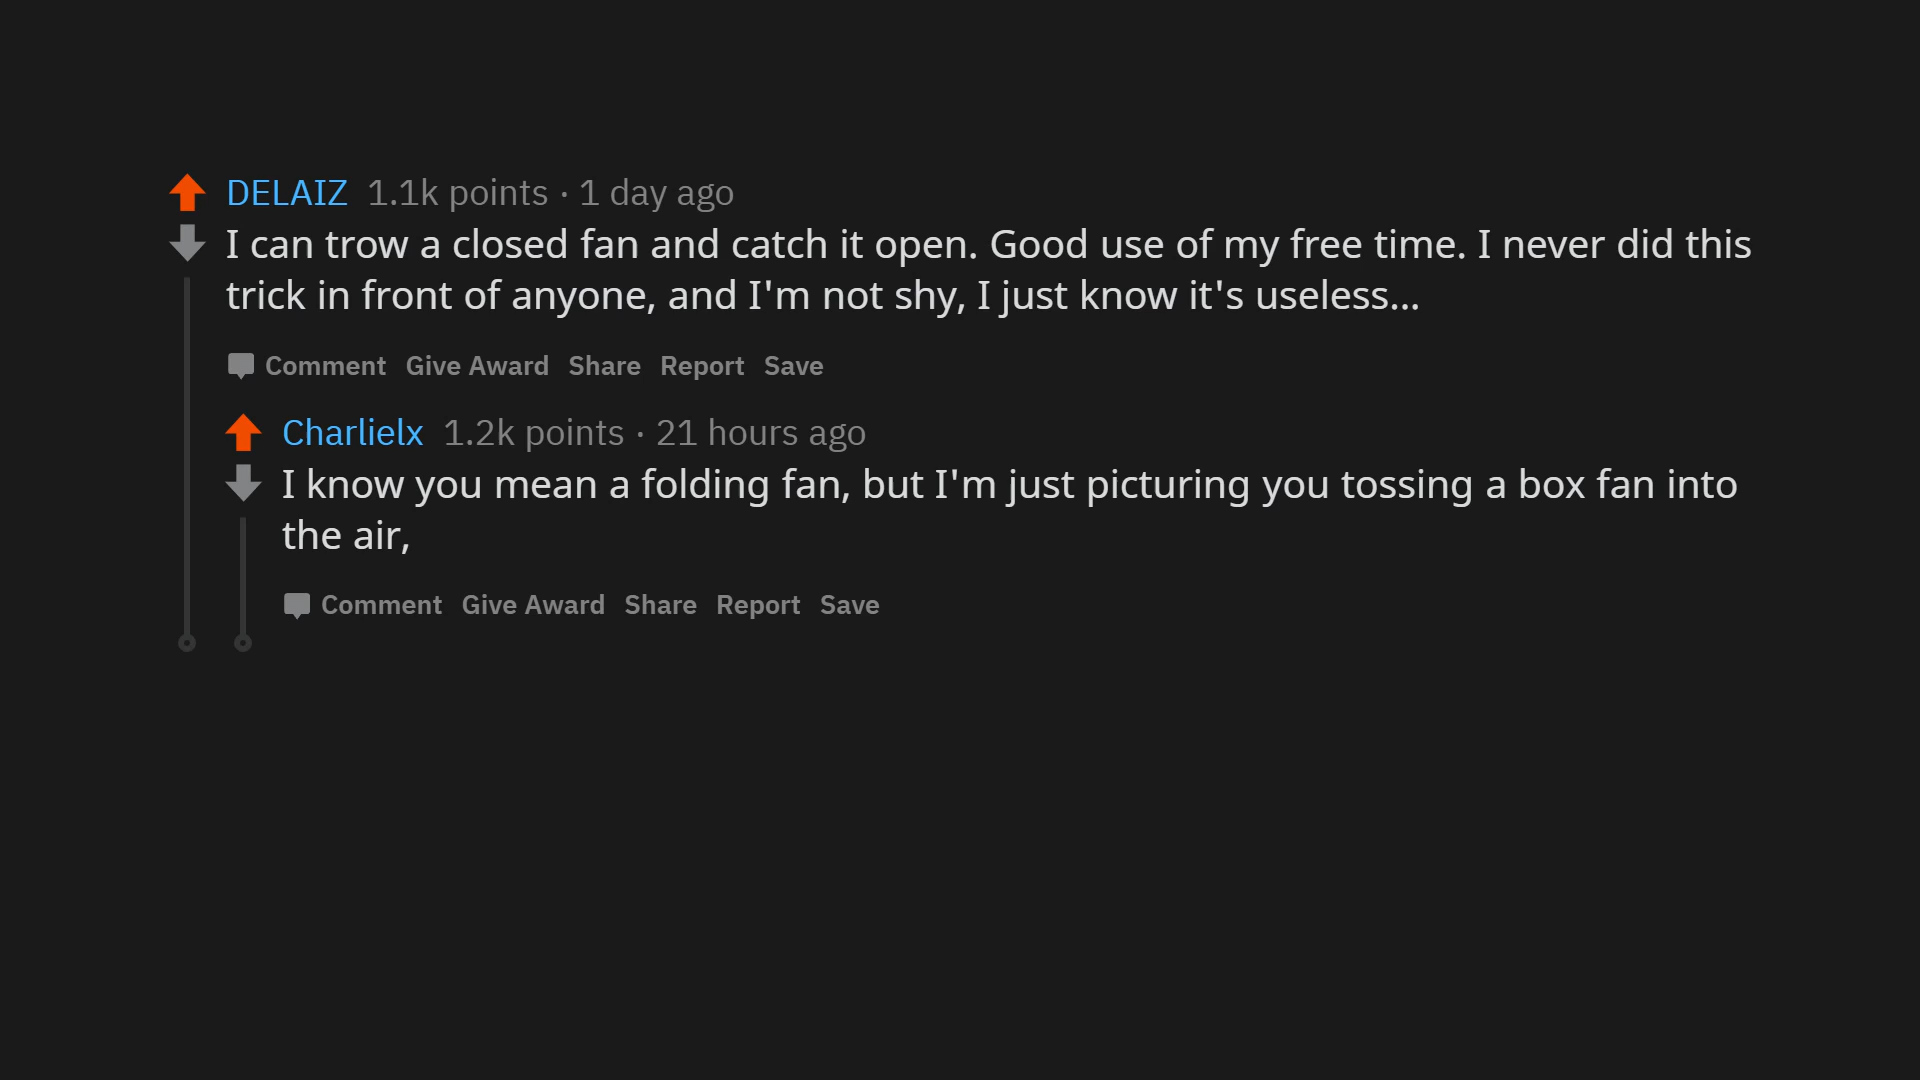 DELAIZ 1.1k points · 1 day ago
I can trow a closed fan and catch it open. Good use of my free time. I never did this
trick in front of anyone, and I'm not shy, I just know it's useless...
Comment Give Award Share Report Save
Charlielx 1.2k points · 21 hours ago
I know you mean a folding fan, but I'm just picturing you tossing a box fan into
the air,
Comment Give Award Share Report Save